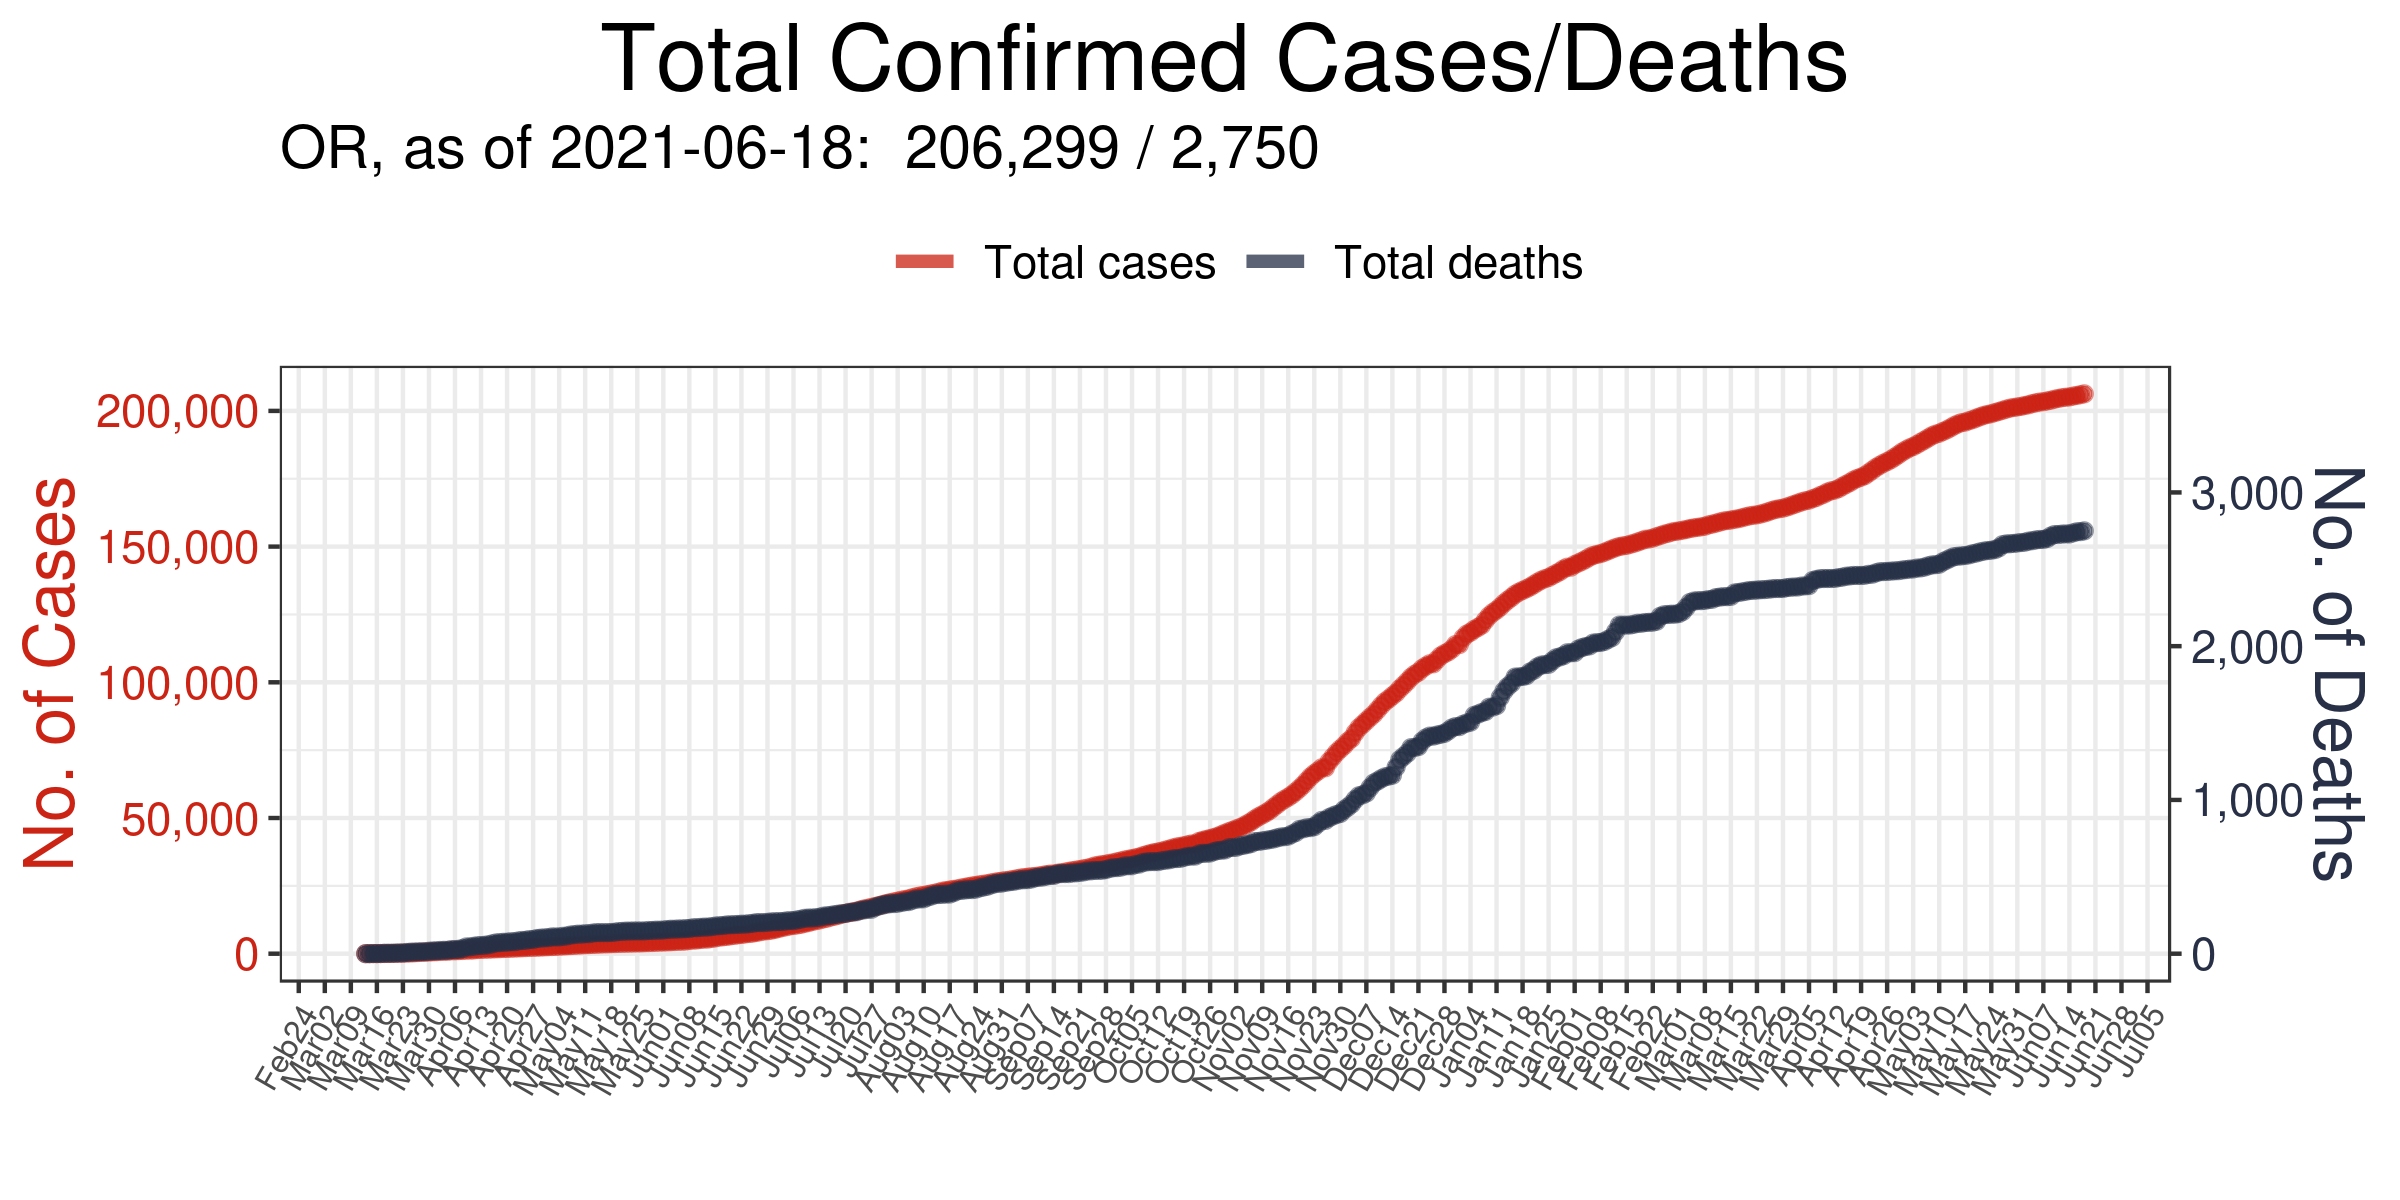 Total Confirmed Cases/Deaths
OR, as of 2021-06-18:  206,299 / 2,750
Total cases
Total deaths
No. of Cases
200,000
150,000
100,000
50,000
0
3,000
2,000
1,000
0
No. of Deaths
Feb24
Mar02
Mar09
Mar16
Mar23
Mar30
Apr06
Apr13
Apr20
Apr27
May04
May11
May18
May25
Jun01
Jun08
Jun15
Jun22
Jun29
Jul06
Jul13
Jul20
Jul27
Aug03
Aug10
Aug17
Aug24
Aug31
Sep07
Sep14
Sep21
Sep28
Oct05
Oct12
Oct19
Oct26
Nov02
Nov09
Nov16
Nov23
Nov30
Dec07
Dec14
Dec21
Dec28
Jan04
Jan11
Jan18
Jan25
Feb01
Feb08
Feb15
Feb22
Mar01
Mar08
Mar15
Mar22
Mar29
Apr05
Apr12
Apr19
Apr26
May03
May10
May17
May24
May31
Jun07
Jun14
Jun21
Jun28
Jul05